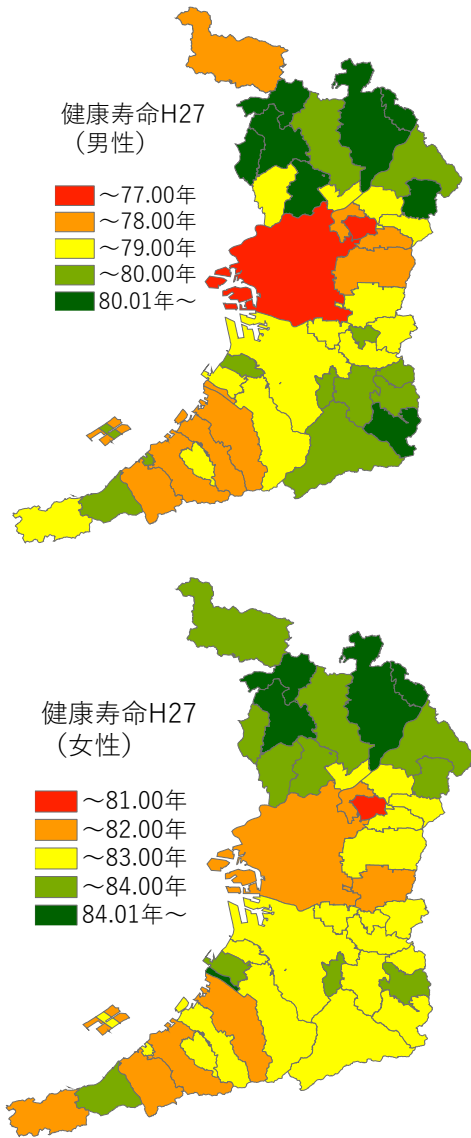 健康寿命H27
（男性）
～77.00年
～78.00年
～79.00年
～80.00年
80.01年～
健康寿命H27
（女性）
～81.00年
～82.00年
～83.00年
～84.00年
84.01年～